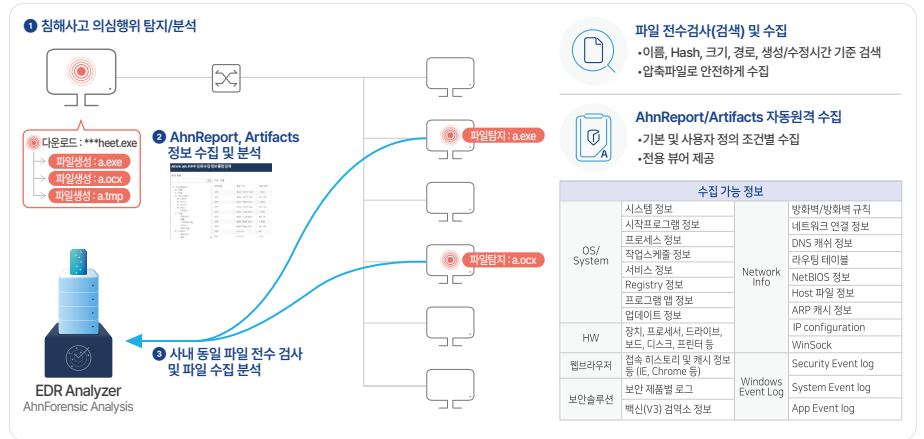 1 침해사고 의심행위 탐지/분석
다운로드 : ***heet.exe
파일생성 : a.exe
파일생성 : a.ocx
파일생성 : a.tmp
2 AhnReport, Artifacts
정보 수집 및 분석
파일탐지 : a.exe
파일탐지 : a.ocx
3 사내 동일 파일 전수 검사
및 파일 수집 분석
EDR Analyzer
AhnForensic Analysis
파일 전수검사(검색) 및 수집
•이름, Hash, 크기, 경로, 생성/수정시간 기준 검색
•압축파일로 안전하게 수집
AhnReport/Artifacts 자동원격 수집
•기본 및 사용자 정의 조건별 수집
•전용 뷰어 제공
A
수집 가능 정보
OS/
System
시스템 정보
시작프로그램 정보
프로세스 정보
작업스케줄 정보
서비스 정보
Registry 정보
프로그램 앱 정보
업데이트 정보
HW
장치, 프로세서, 드라이브,
보드, 디스크, 프린터 등
웹브라우저
접속 히스토리 및 캐시 정보
등 (IE, Chrome 등)
보안솔루션
보안 제품별 로그
백신(V3) 검역소 정보
Network
Info
방화벽/방화벽 규칙
네트워크 연결 정보
DNS 캐쉬 정보
라우팅 테이블
NetBIOS 정보
Host 파일 정보
ARP 캐시 정보
IP configuration
WinSock
Windows
Event Log
Security Event log
System Event log
App Event log